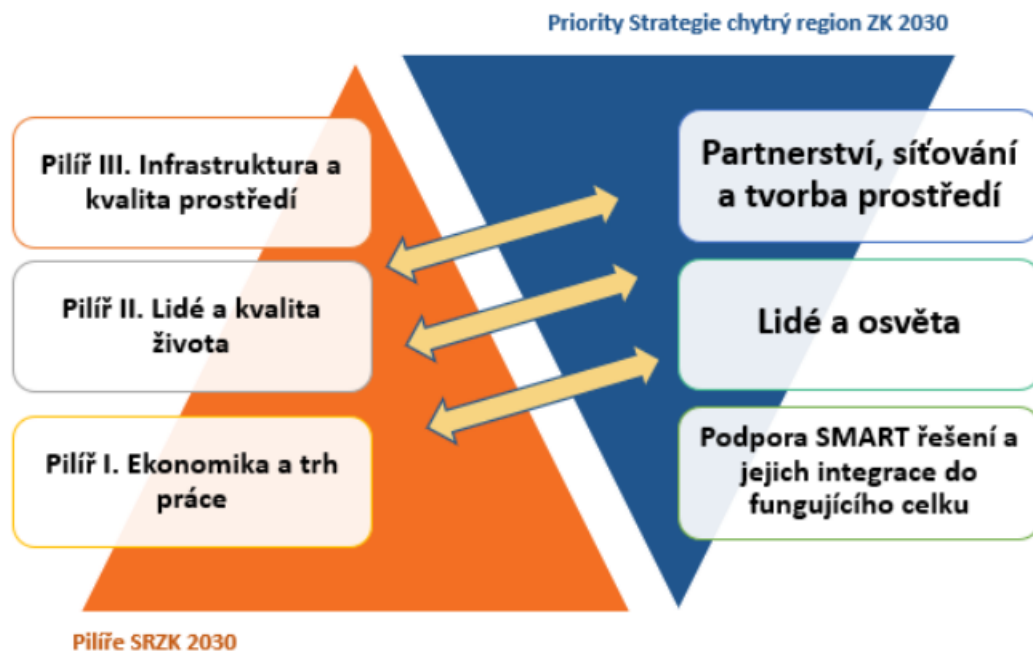 Priority Strategie chytrý region ZK 2030
Pilíř III. Infrastruktura a
kvalita prostředí
Pilíř II. Lidé a kvalita
života
Pilíř I. Ekonomika a trh
práce
Partnerství, síťování
a tvorba prostředí
Lidé a osvěta
Podpora SMART řešení a
jejich integrace do
fungujícího celku
Pilíře SRZK 2030